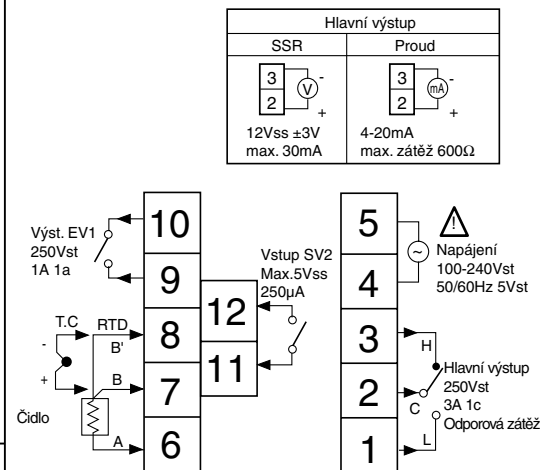 Hlavní výstup
SSR
Proud
3
2
V
-
+
3
2
mA
-
+
12Vss ±3V
max. 30mA
4-20mA
max. zátěž 600Ω
Výst. EV1
250Vst
1A 1a
10
9
8
7
6
T.C
-
+
RTD
B'
B
A
Čidlo
Vstup SV2
Max.5Vss
250µA
12
11
5
4
3
2
1
~
!
Napájení
100-240Vst
50/60Hz 5Vst
H
C
L
Hlavní výstup
250Vst
3A 1c
Odporová zátěž